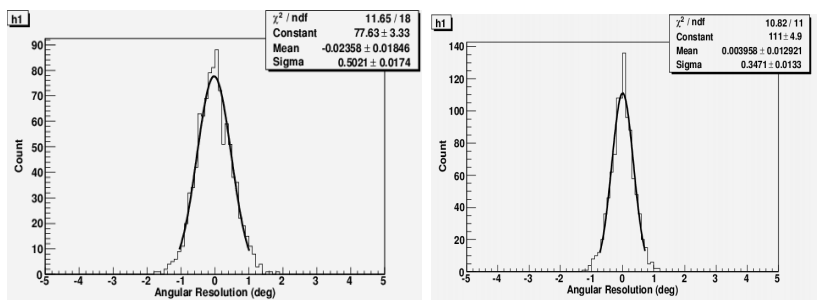 h1
χ² / ndf 11.65 / 18
Constant 77.63 ± 3.33
Mean -0.02358 ± 0.01846
Sigma 0.5021 ± 0.0174
90
80
70
60
50
40
30
20
10
0
Count
-5 -4 -3 -2 -1 0 1 2 3 4 5
Angular Resolution (deg)
h1
χ² / ndf 10.82 / 11
Constant 111 ± 4.9
Mean 0.003958 ± 0.012921
Sigma 0.3471 ± 0.0133
140
120
100
80
60
40
20
0
Count
-5 -4 -3 -2 -1 0 1 2 3 4 5
Angular Resolution (deg)